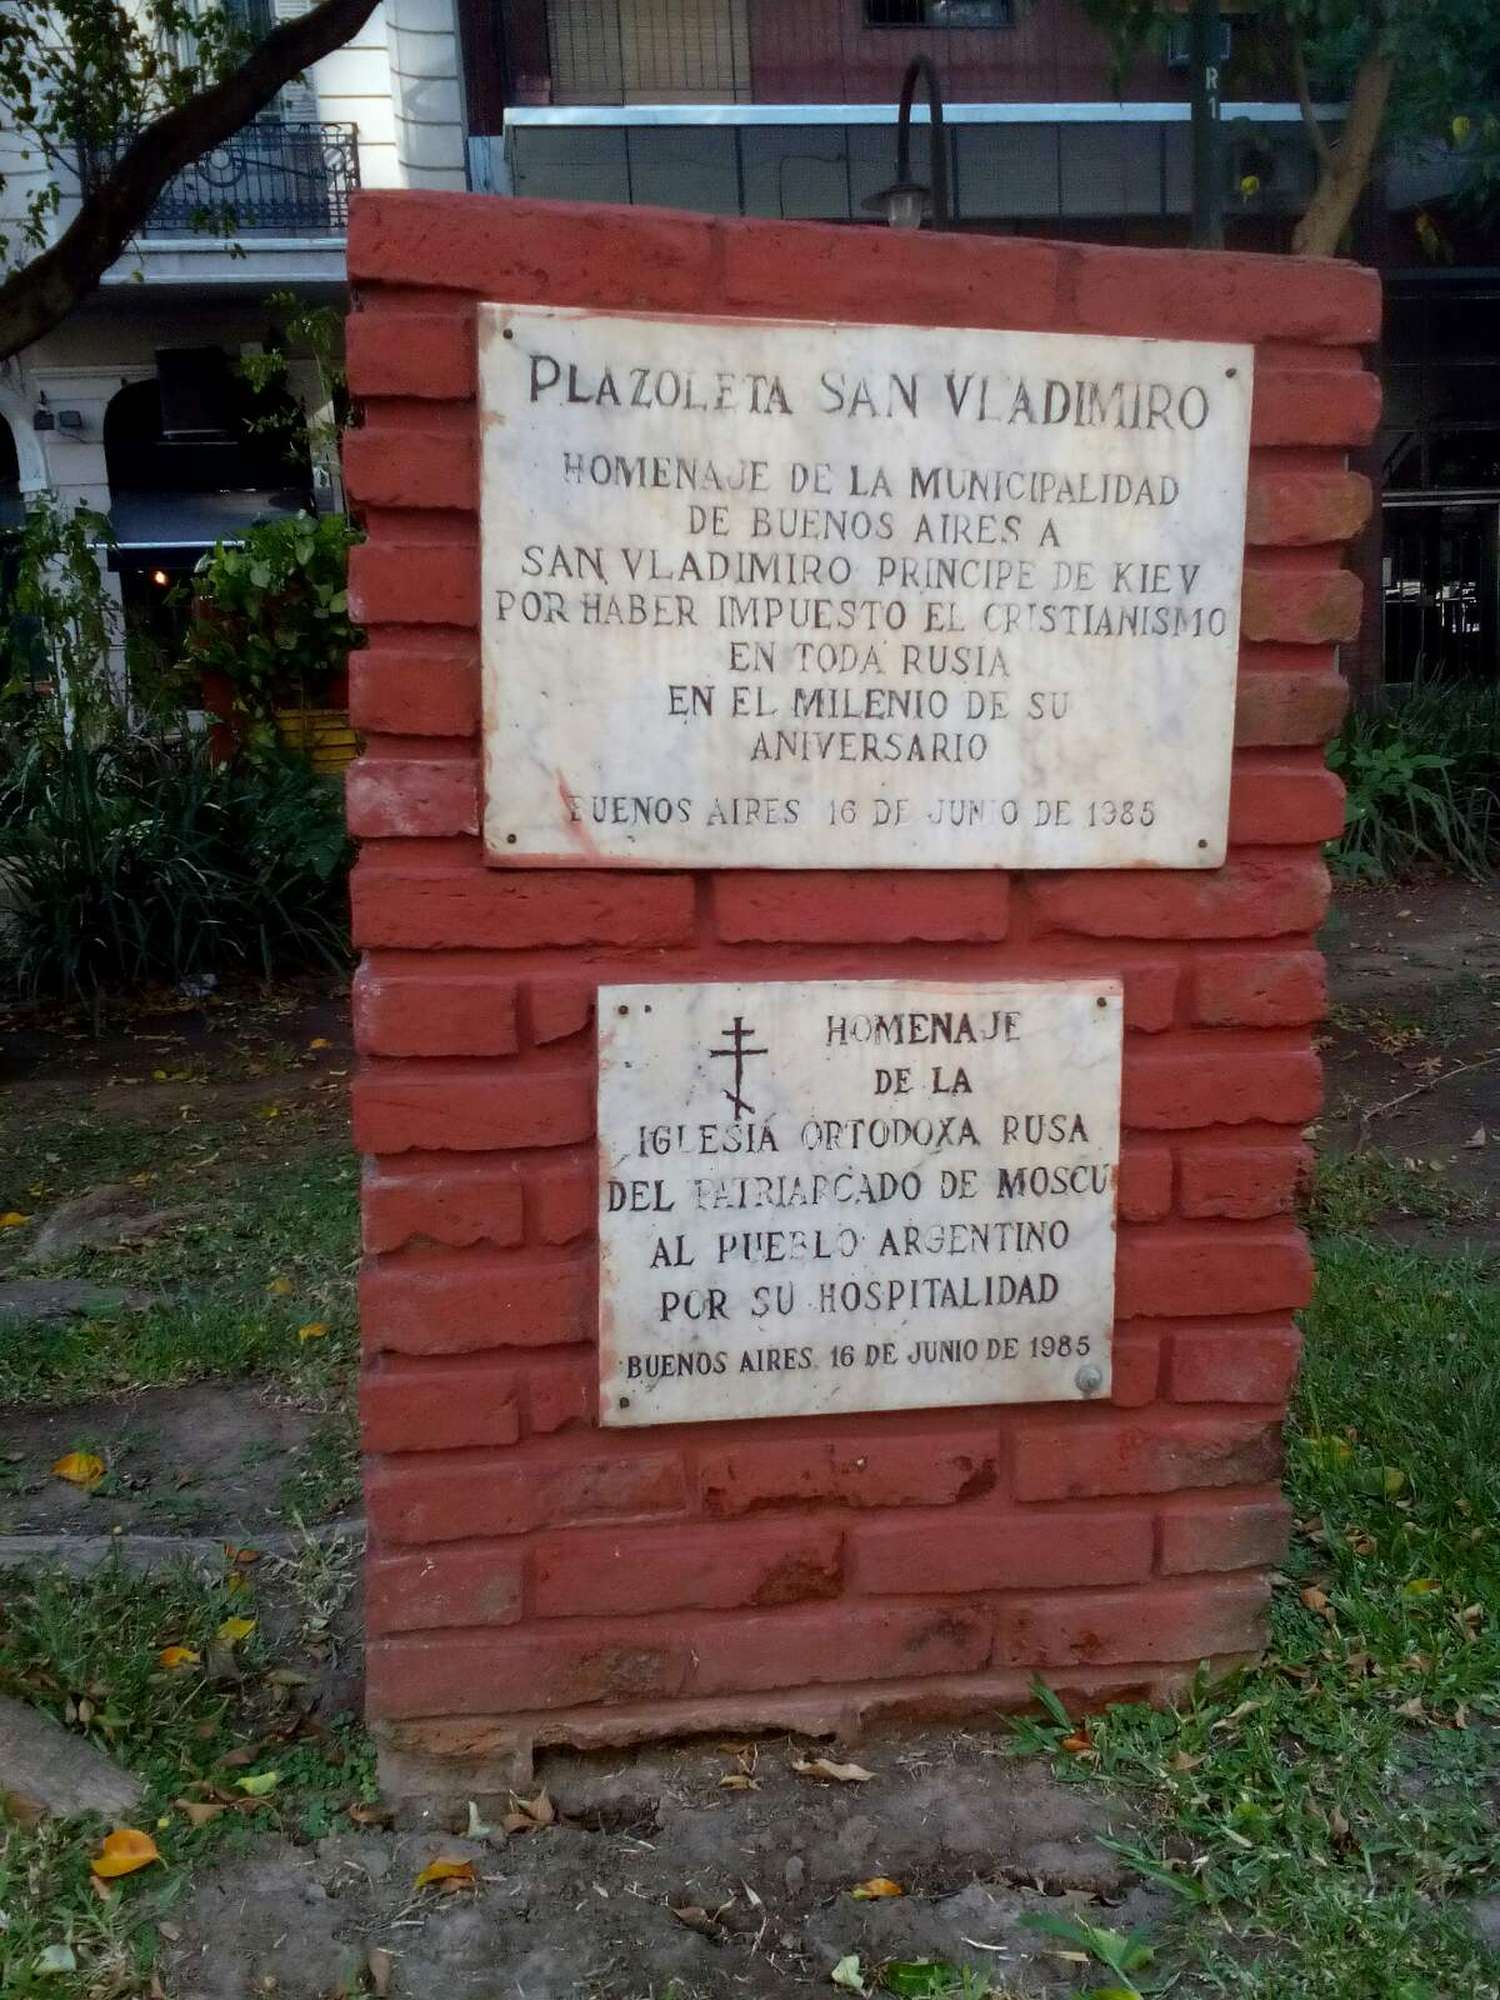 PLAZOLETA SAN VLADIMIRO
HOMENAJE DE LA MUNICIPALIDAD
DE BUENOS AIRES A
SAN VLADIMIRO PRINCIPE DE KIEV
POR HABER IMPUESTO EL CRISTIANISMO
EN TODA RUSIA
EN EL MILENIO DE SU
ANIVERSARIO
BUENOS AIRES 16 DE JUNIO DE 1985
HOMENAJE
DE LA
IGLESIA ORTODOXA RUSA
DEL PATRIARCADO DE MOSCU
AL PUEBLO ARGENTINO
POR SU HOSPITALIDAD
BUENOS AIRES 16 DE JUNIO DE 1985
R
1